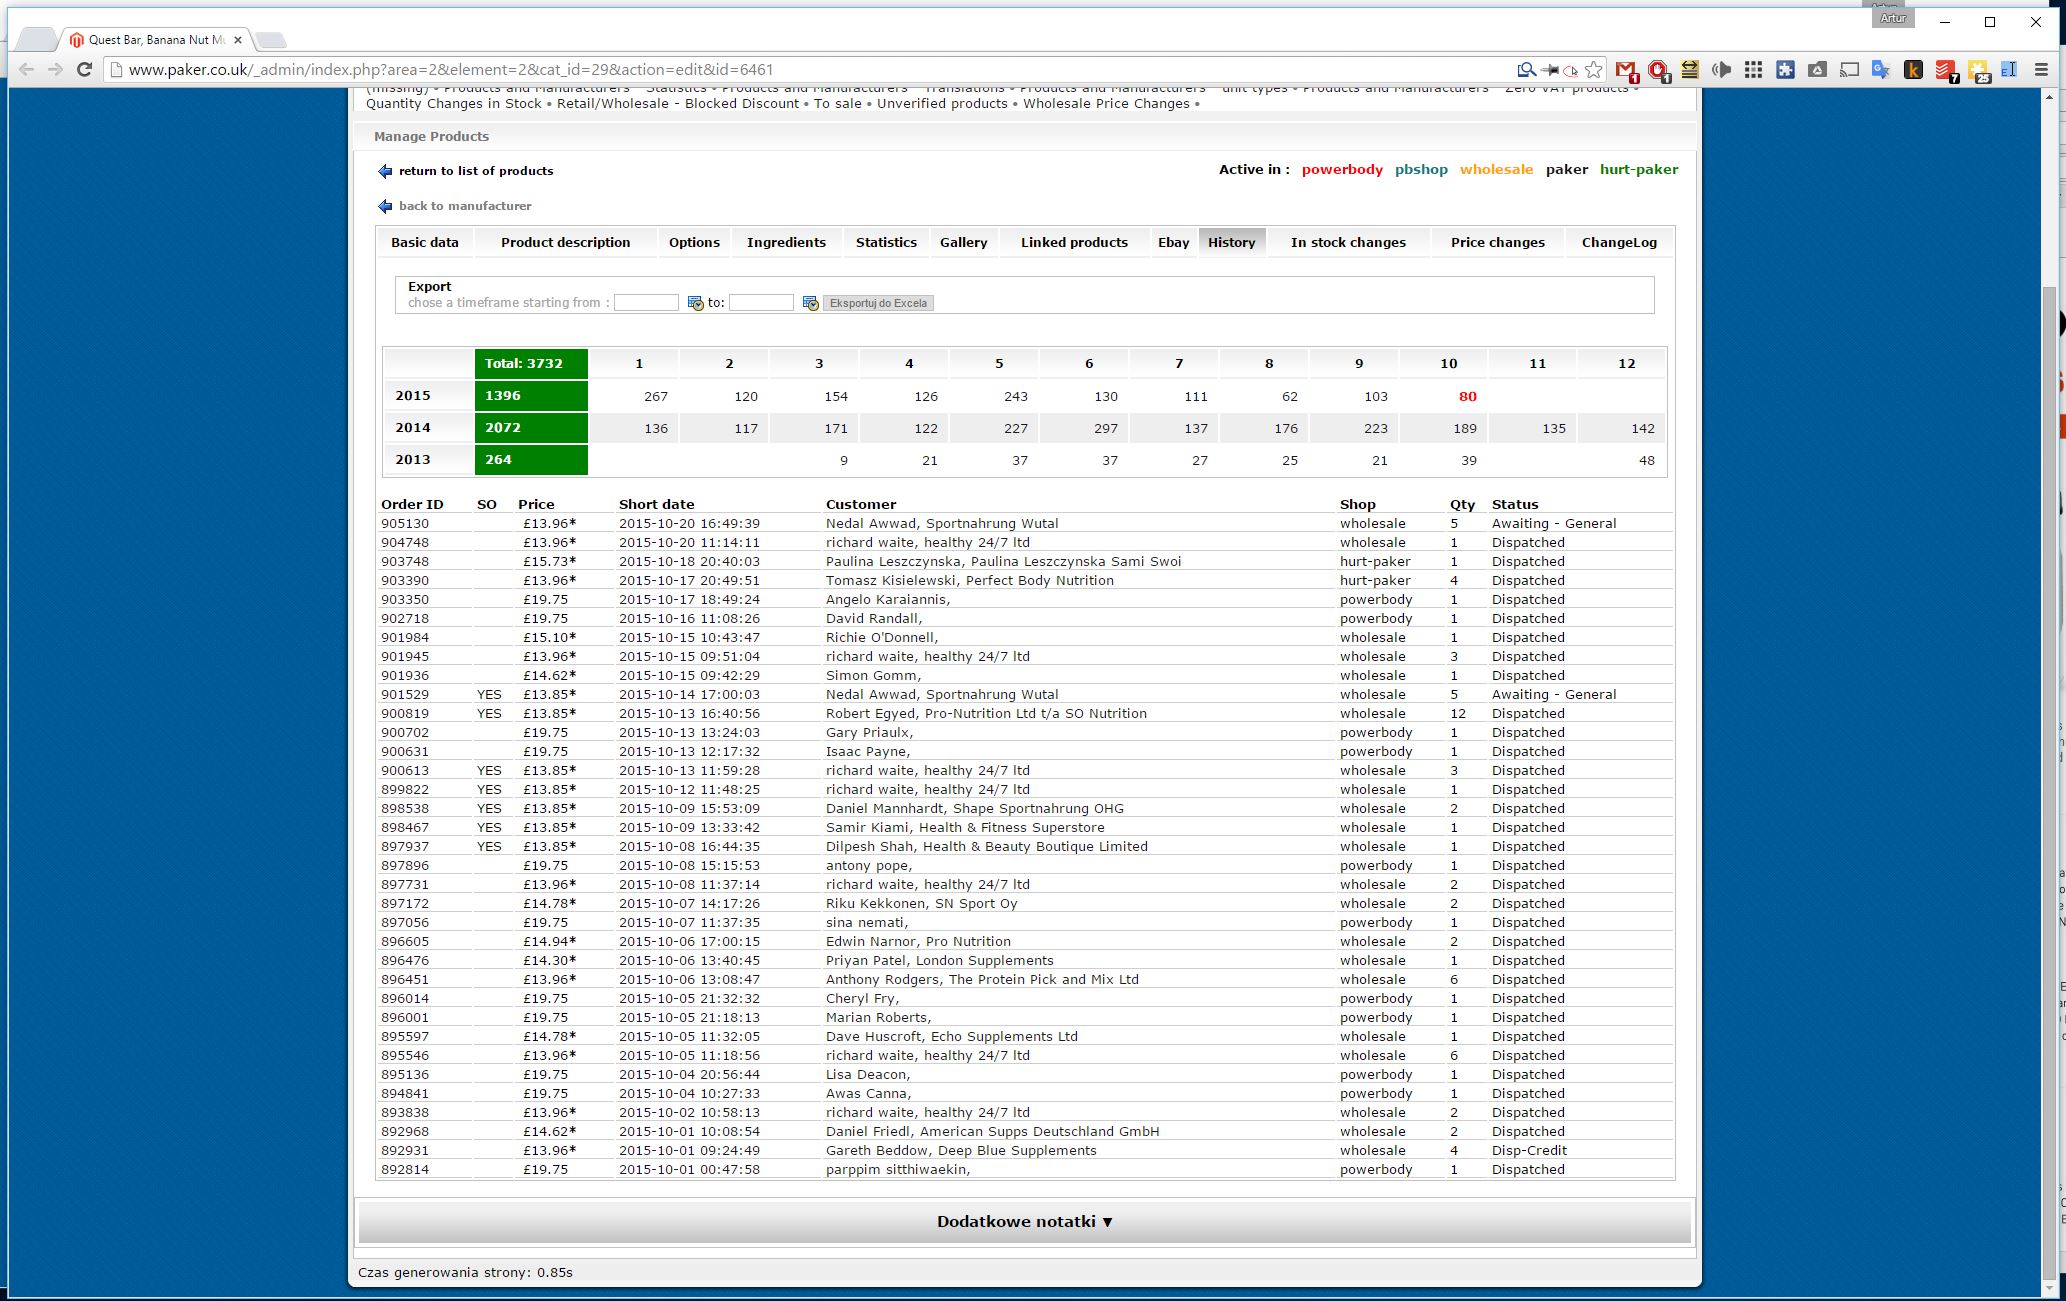 Artur
Quest Bar, Banana Nut M
www.paker.co.uk/_admin/index.php?area=2&element=2&cat_id=29&action=edit&id=6461
1 1 7 25
(missing) • Products and Manufacturers - Statistics • Products and Manufacturers - Translations • Products and Manufacturers - unit types • Products and Manufacturers - Zero VAT products •
Quantity Changes in Stock • Retail/Wholesale - Blocked Discount • To sale • Unverified products • Wholesale Price Changes •
Manage Products
return to list of products Active in : powerbody pbshop wholesale paker hurt-paker
back to manufacturer
Basic data Product description Options Ingredients Statistics Gallery Linked products Ebay History In stock changes Price changes ChangeLog
Export
chose a timeframe starting from : to: Eksportuj do Excela
Total: 3732 1 2 3 4 5 6 7 8 9 10 11 12
2015 1396 267 120 154 126 243 130 111 62 103 80
2014 2072 136 117 171 122 227 297 137 176 223 189 135 142
2013 264 9 21 37 37 27 25 21 39 48
Order ID SO Price Short date Customer Shop Qty Status
905130 £13.96* 2015-10-20 16:49:39 Nedal Awwad, Sportnahrung Wutal wholesale 5 Awaiting - General
904748 £13.96* 2015-10-20 11:14:11 richard waite, healthy 24/7 ltd wholesale 1 Dispatched
903748 £15.73* 2015-10-18 20:40:03 Paulina Leszczynska, Paulina Leszczynska Sami Swoi hurt-paker 1 Dispatched
903390 £13.96* 2015-10-17 20:49:51 Tomasz Kisielewski, Perfect Body Nutrition hurt-paker 4 Dispatched
903350 £19.75 2015-10-17 18:49:24 Angelo Karaiannis, powerbody 1 Dispatched
902718 £19.75 2015-10-16 11:08:26 David Randall, powerbody 1 Dispatched
901984 £15.10* 2015-10-15 10:43:47 Richie O'Donnell, wholesale 1 Dispatched
901945 £13.96* 2015-10-15 09:51:04 richard waite, healthy 24/7 ltd wholesale 3 Dispatched
901936 £14.62* 2015-10-15 09:42:29 Simon Gomm, wholesale 1 Dispatched
901529 YES £13.85* 2015-10-14 17:00:03 Nedal Awwad, Sportnahrung Wutal wholesale 5 Awaiting - General
900819 YES £13.85* 2015-10-13 16:40:56 Robert Egyed, Pro-Nutrition Ltd t/a SO Nutrition wholesale 12 Dispatched
900702 £19.75 2015-10-13 13:24:03 Gary Priaulx, powerbody 1 Dispatched
900631 £19.75 2015-10-13 12:17:32 Isaac Payne, powerbody 1 Dispatched
900613 YES £13.85* 2015-10-13 11:59:28 richard waite, healthy 24/7 ltd wholesale 3 Dispatched
899822 YES £13.85* 2015-10-12 11:48:25 richard waite, healthy 24/7 ltd wholesale 1 Dispatched
898538 YES £13.85* 2015-10-09 15:53:09 Daniel Mannhardt, Shape Sportnahrung OHG wholesale 2 Dispatched
898467 YES £13.85* 2015-10-09 13:33:42 Samir Kiami, Health & Fitness Superstore wholesale 1 Dispatched
897937 YES £13.85* 2015-10-08 16:44:35 Dilpesh Shah, Health & Beauty Boutique Limited wholesale 1 Dispatched
897896 £19.75 2015-10-08 15:15:53 antony pope, powerbody 1 Dispatched
897731 £13.96* 2015-10-08 11:37:14 richard waite, healthy 24/7 ltd wholesale 2 Dispatched
897172 £14.78* 2015-10-07 14:17:26 Riku Kekkonen, SN Sport Oy wholesale 2 Dispatched
897056 £19.75 2015-10-07 11:37:35 sina nemati, powerbody 1 Dispatched
896605 £14.94* 2015-10-06 17:00:15 Edwin Narnor, Pro Nutrition wholesale 2 Dispatched
896476 £14.30* 2015-10-06 13:40:45 Priyan Patel, London Supplements wholesale 1 Dispatched
896451 £13.96* 2015-10-06 13:08:47 Anthony Rodgers, The Protein Pick and Mix Ltd wholesale 6 Dispatched
896014 £19.75 2015-10-05 21:32:32 Cheryl Fry, powerbody 1 Dispatched
896001 £19.75 2015-10-05 21:18:13 Marian Roberts, powerbody 1 Dispatched
895597 £14.78* 2015-10-05 11:32:05 Dave Huscroft, Echo Supplements Ltd wholesale 1 Dispatched
895546 £13.96* 2015-10-05 11:18:56 richard waite, healthy 24/7 ltd wholesale 6 Dispatched
895136 £19.75 2015-10-04 20:56:44 Lisa Deacon, powerbody 1 Dispatched
894841 £19.75 2015-10-04 10:27:33 Awas Canna, powerbody 1 Dispatched
893838 £13.96* 2015-10-02 10:58:13 richard waite, healthy 24/7 ltd wholesale 2 Dispatched
892968 £14.62* 2015-10-01 10:08:54 Daniel Friedl, American Supps Deutschland GmbH wholesale 2 Dispatched
892931 £13.96* 2015-10-01 09:24:49 Gareth Beddow, Deep Blue Supplements wholesale 4 Disp-Credit
892814 £19.75 2015-10-01 00:47:58 parppim sitthiwaekin, powerbody 1 Dispatched
Dodatkowe notatki ▼
Czas generowania strony: 0.85s